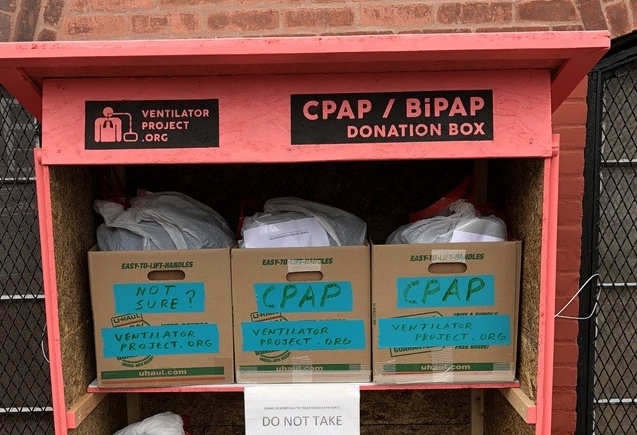 VENTILATOR
PROJECT
.ORG
CPAP / BiPAP
DONATION BOX
EASY-TO-LIFT-HANDLES
NOT
SURE?
U-HAUL
VENTILATOR
PROJECT.ORG
uhaul.com
EASY-TO-LIFT-HANDLES
CPAP
VENTILATOR
PROJECT.ORG
uhaul.com
EASY-TO-LIFT-HANDLES
CPAP
VENTILATOR
PROJECT.ORG
uhaul.com
DO NOT TAKE